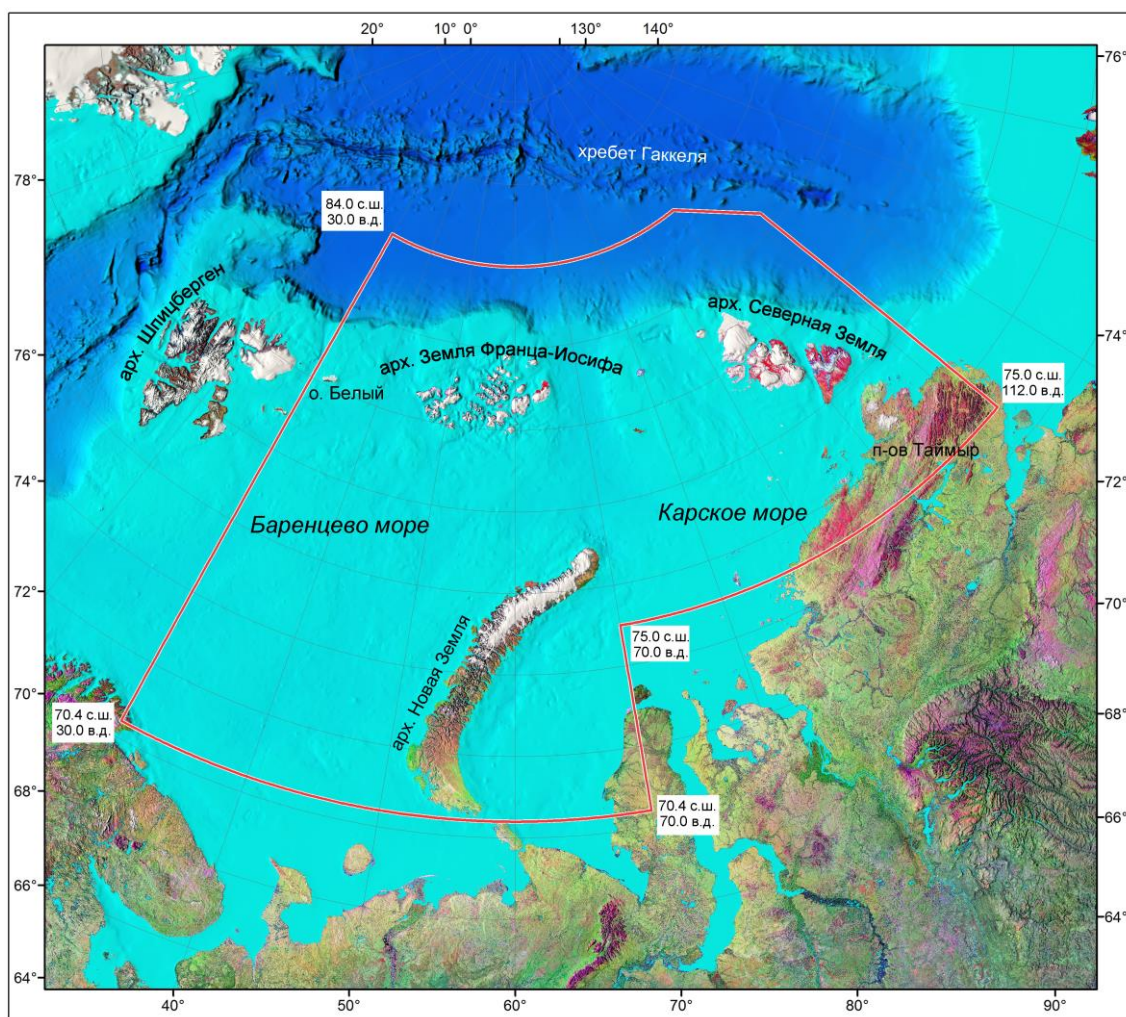 20° 10° 0° 130° 140°
76°
хребет Гаккеля
78°
84.0 с.ш.
30.0 в.д.
арх. Шпицберген
арх. Северная Земля
74°
76°
арх. Земля Франца-Иосифа
о. Белый
75.0 с.ш.
112.0 в.д.
п-ов Таймыр
74°
72°
Баренцево море
Карское море
72°
70°
арх. Новая Земля
75.0 с.ш.
70.0 в.д.
70°
70.4 с.ш.
30.0 в.д.
68°
68°
70.4 с.ш.
70.0 в.д.
66°
66°
64°
64°
40° 50° 60° 70° 80° 90°